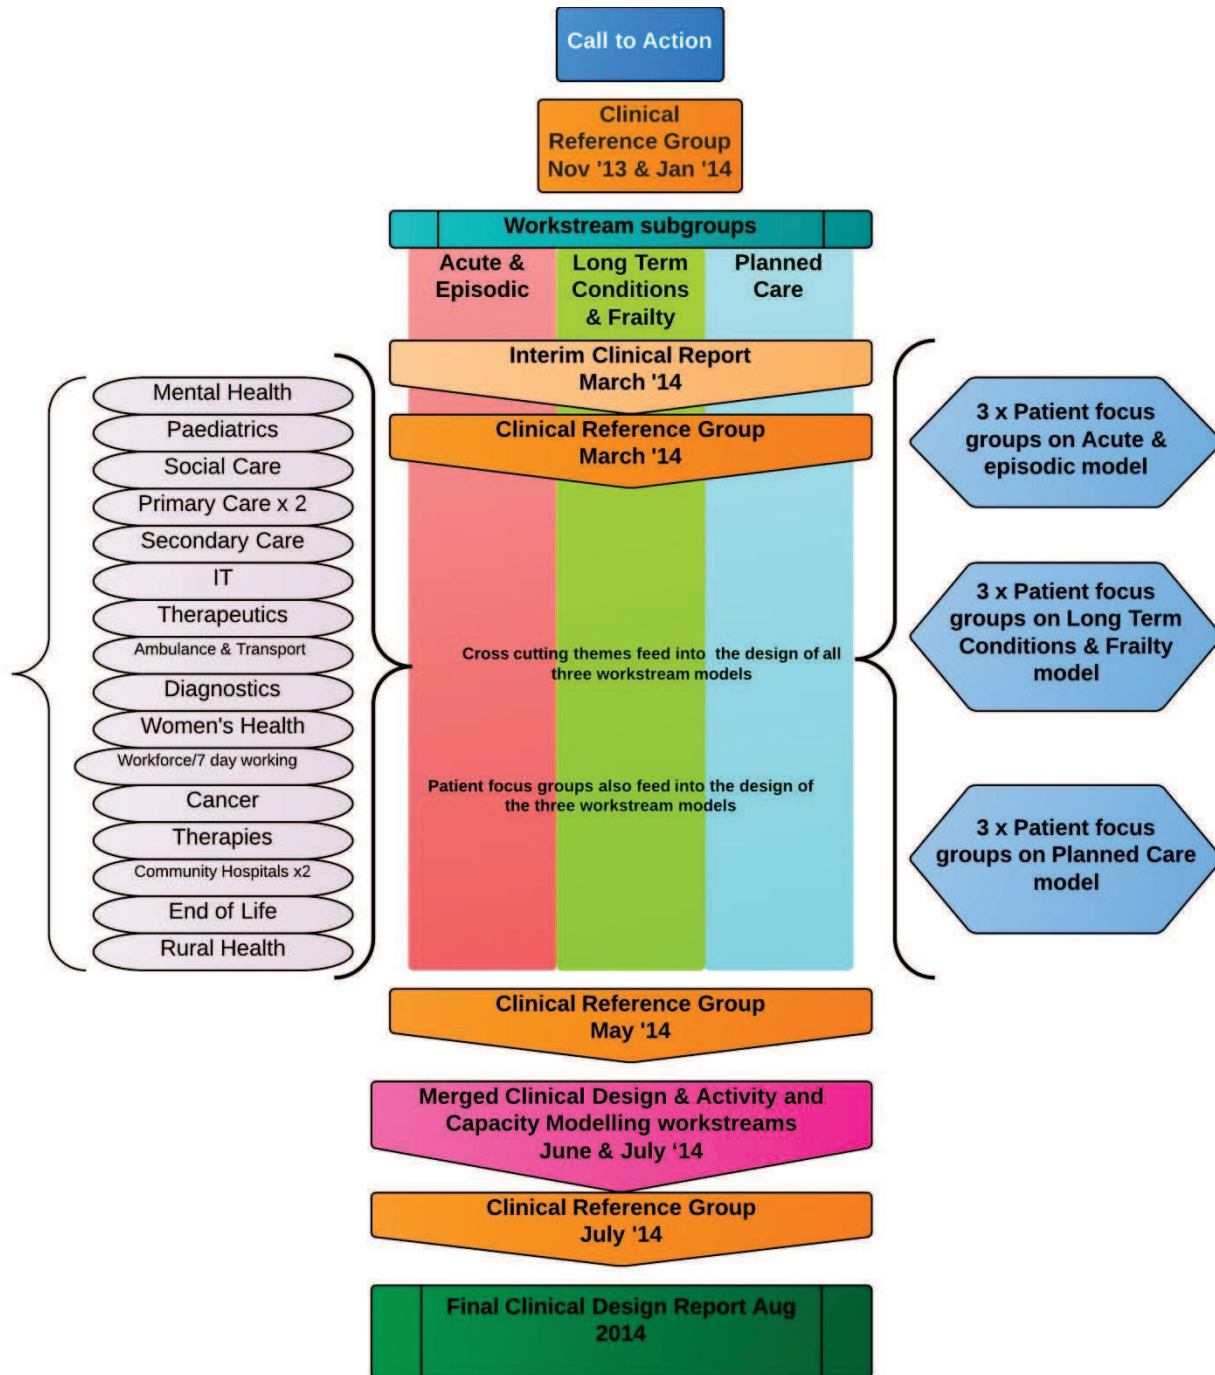 Call to Action
Clinical
Reference Group
Nov '13 & Jan '14
Workstream subgroups
Acute &
Episodic
Long Term
Conditions
& Frailty
Planned
Care
Interim Clinical Report
March '14
Clinical Reference Group
March '14
Mental Health
Paediatrics
Social Care
Primary Care x 2
Secondary Care
IT
Therapeutics
Ambulance & Transport
Diagnostics
Women's Health
Workforce/7 day working
Cancer
Therapies
Community Hospitals x2
End of Life
Rural Health
Cross cutting themes feed into the design of all
three workstream models
Patient focus groups also feed into the design of
the three workstream models
3 x Patient focus
groups on Acute &
episodic model
3 x Patient focus
groups on Long Term
Conditions & Frailty
model
3 x Patient focus
groups on Planned Care
model
Clinical Reference Group
May '14
Merged Clinical Design & Activity and
Capacity Modelling workstreams
June & July ‘14
Clinical Reference Group
July '14
Final Clinical Design Report Aug
2014